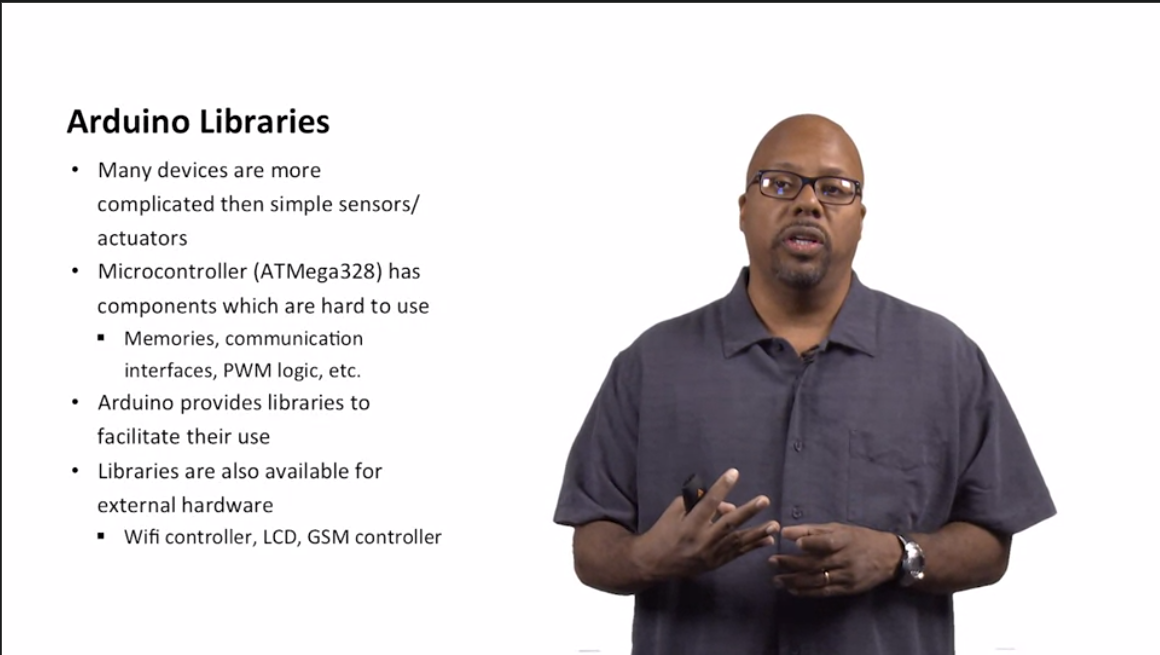 Arduino Libraries
• Many devices are more
complicated then simple sensors/
actuators
• Microcontroller (ATMega328) has
components which are hard to use
▪ Memories, communication
interfaces, PWM logic, etc.
• Arduino provides libraries to
facilitate their use
• Libraries are also available for
external hardware
▪ Wifi controller, LCD, GSM controller